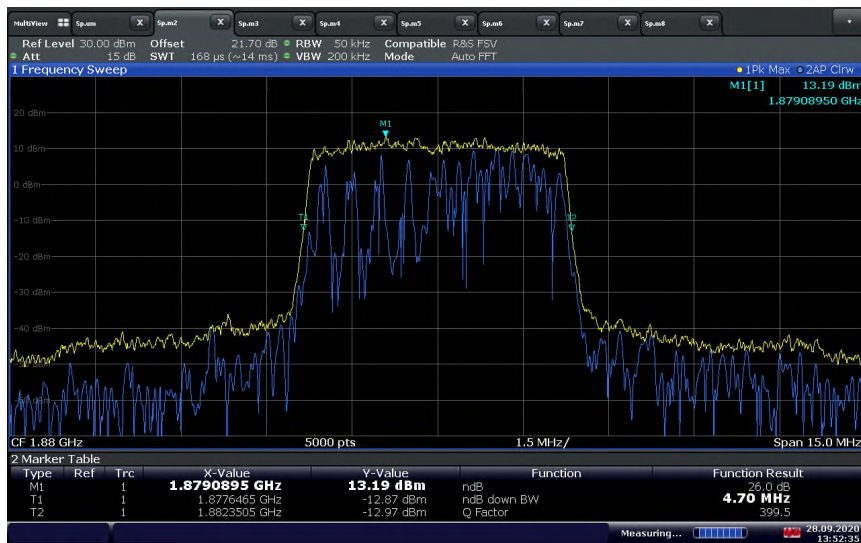 MultiView Sp.um X Sp.m2 X Sp.m3 X Sp.m4 X Sp.m5 X Sp.m6 X Sp.m7 X Sp.m8 X
Ref Level 30.00 dBm Offset 21.70 dB RBW 50 kHz Compatible R&S FSV
Att 15 dB SWT 168 µs (~14 ms) VBW 200 kHz Mode Auto FFT
1 Frequency Sweep 1Pk Max 2AP Clrw
M1[1] 13.19 dBm
1.87908950 GHz
20 dBm
M1
10 dBm
0 dBm
-10 dBm
T1 T2
-20 dBm
-30 dBm
-40 dBm
CF 1.88 GHz 5000 pts 1.5 MHz/ Span 15.0 MHz
2 Marker Table
Type Ref Trc X-Value Y-Value Function Function Result
M1 1 1.8790895 GHz 13.19 dBm ndB 26.0 dB
T1 1 1.8776465 GHz -12.87 dBm ndB down BW 4.70 MHz
T2 1 1.8823505 GHz -12.97 dBm Q Factor 399.5
Measuring... 28.09.2020
13:52:35